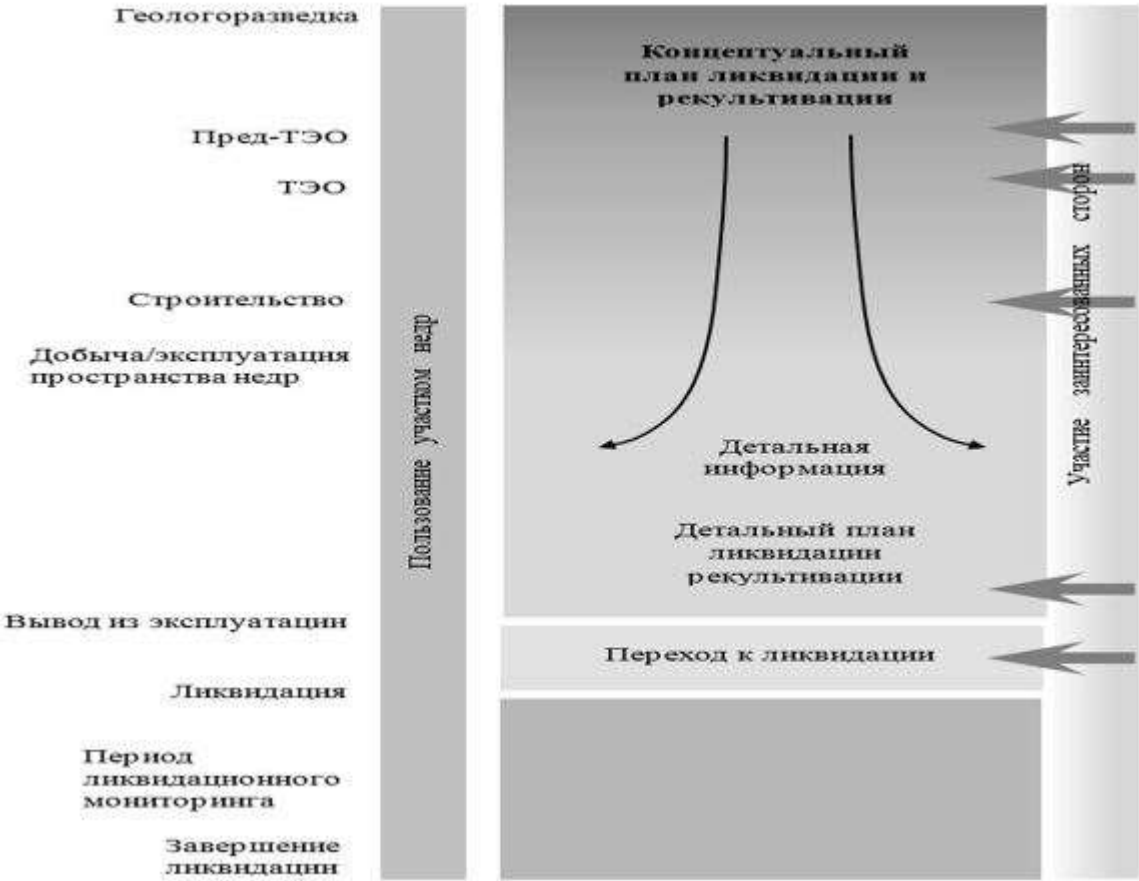 Геологоразведка
Пред-ТЭО
ТЭО
Строительство
Добыча/эксплуатация
пространства недр
Вывод из эксплуатации
Ликвидация
Период
ликвидационного
мониторинга
Завершение
ликвидации
Пользование участком недр
Концептуальный
план ликвидации и
рекультивации
Детальная
информация
Детальный план
ликвидации
рекультивации
Переход к ликвидации
Участие заинтересованных сторон